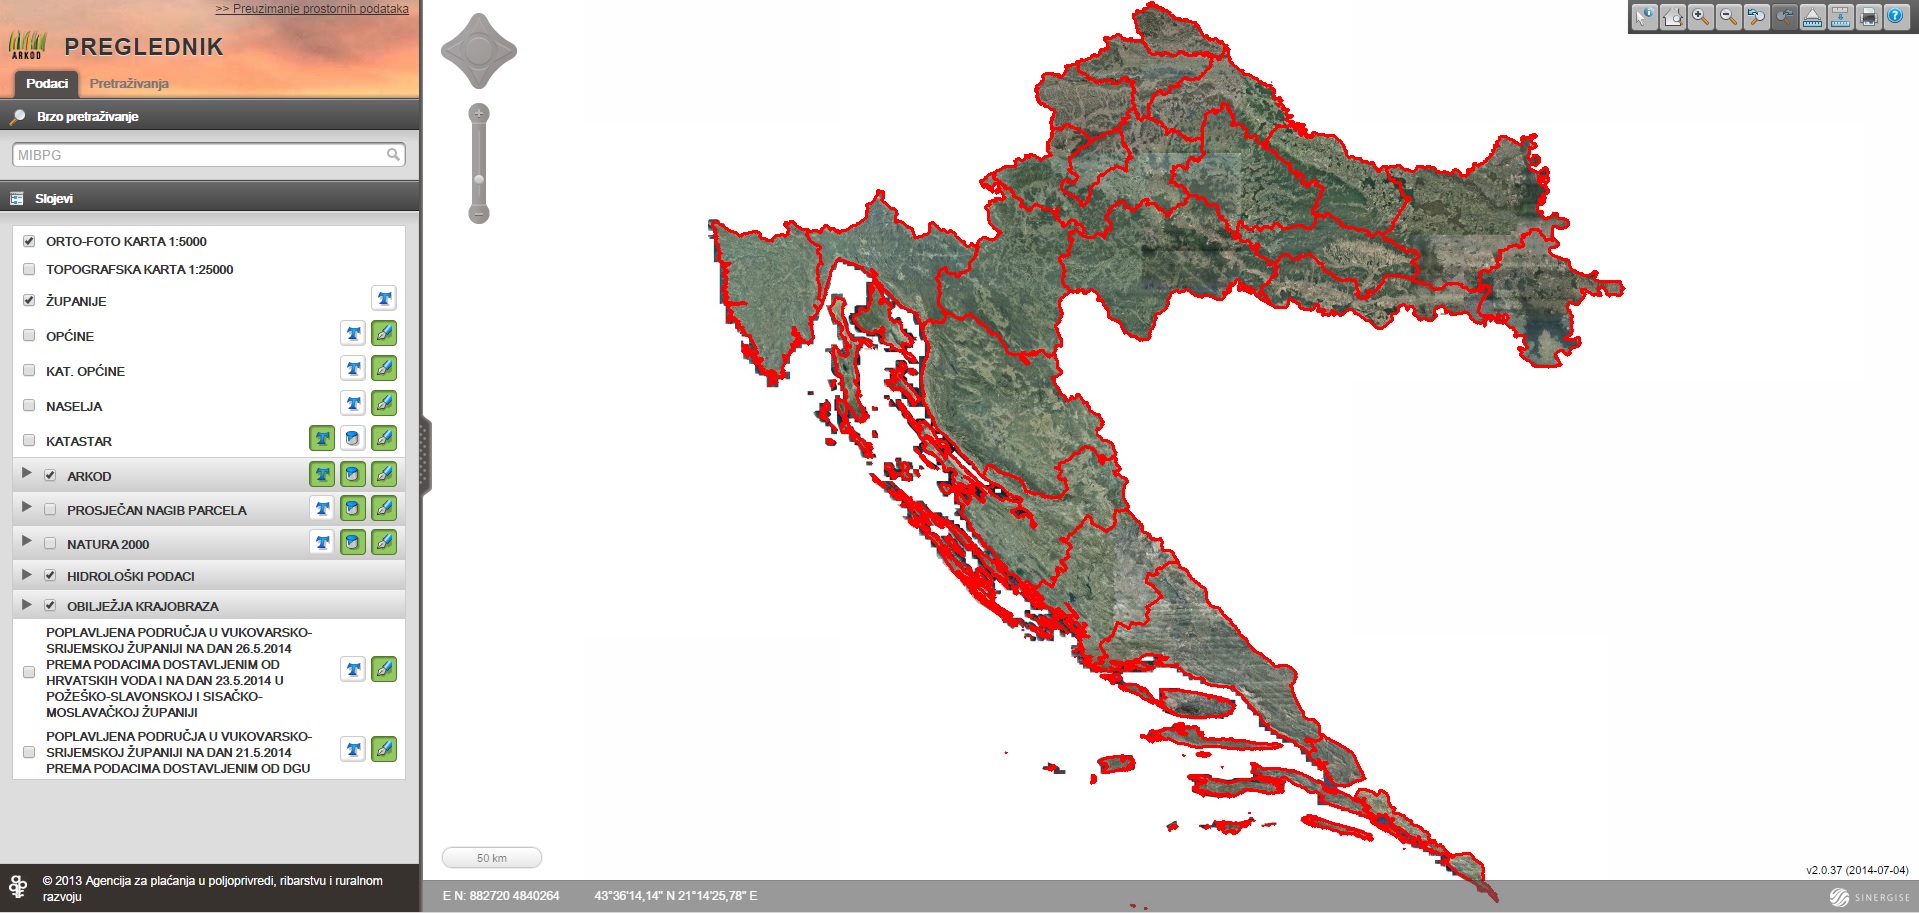 >> Preuzimanje prostornih podataka
ARKOD
PREGLEDNIK
Podaci
Pretraživanja
Brzo pretraživanje
MIBPG
Slojevi
ORTO-FOTO KARTA 1:5000
TOPOGRAFSKA KARTA 1:25000
ŽUPANIJE
OPĆINE
KAT. OPĆINE
NASELJA
KATASTAR
ARKOD
PROSJEČAN NAGIB PARCELA
NATURA 2000
HIDROLOŠKI PODACI
OBILJEŽJA KRAJOBRAZA
POPLAVLJENA PODRUČJA U VUKOVARSKO-
SRIJEMSKOJ ŽUPANIJI NA DAN 26.5.2014
PREMA PODACIMA DOSTAVLJENIM OD
HRVATSKIH VODA I NA DAN 23.5.2014 U
POŽEŠKO-SLAVONSKOJ I SISAČKO-
MOSLAVAČKOJ ŽUPANIJI
POPLAVLJENA PODRUČJA U VUKOVARSKO-
SRIJEMSKOJ ŽUPANIJI NA DAN 21.5.2014
PREMA PODACIMA DOSTAVLJENIM OD DGU
© 2013 Agencija za plaćanja u poljoprivredi, ribarstvu i ruralnom
razvoju
50 km
E N: 882720 4840264
43°36'14,14" N 21°14'25,78" E
v2.0.37 (2014-07-04)
SINERGISE